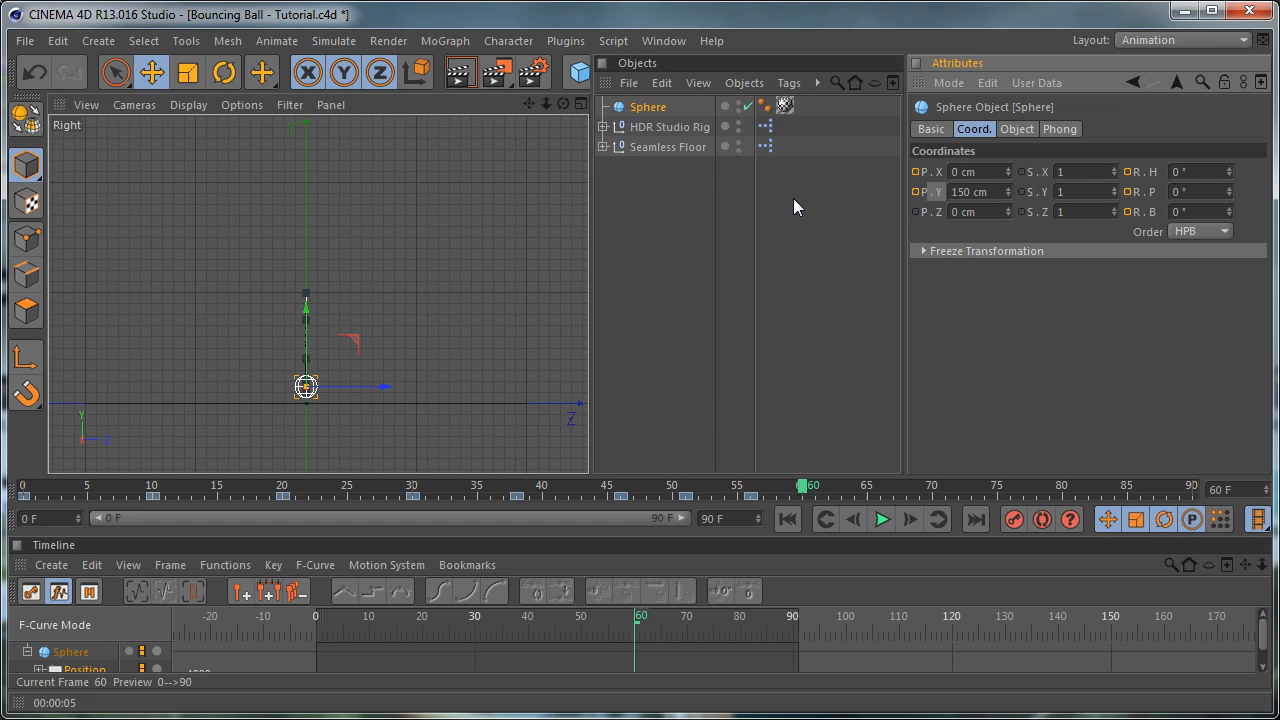 CINEMA 4D R13.016 Studio - [Bouncing Ball - Tutorial.c4d *]
File Edit Create Select Tools Mesh Animate Simulate Render MoGraph Character Plugins Script Window Help Layout: Animation
X Y Z
Objects
Attributes
View Cameras Display Options Filter Panel
File Edit View Objects Tags
Mode Edit User Data
Right
Y
Sphere
HDR Studio Rig
Seamless Floor
Sphere Object [Sphere]
Basic Coord. Object Phong
Coordinates
P . X 0 cm S . X 1 R . H 0 °
P . Y 150 cm S . Y 1 R . P 0 °
P . Z 0 cm S . Z 1 R . B 0 °
Order HPB
Freeze Transformation
Z
Y
0 5 10 15 20 25 30 35 40 45 50 55 60 65 70 75 80 85 90 60 F
0 F 0 F 90 F 90 F P
Timeline
Create Edit View Frame Functions Key F-Curve Motion System Bookmarks
F-Curve Mode
-20 -10 0 10 20 30 40 50 60 70 80 90 100 110 120 130 140 150 160 170
Sphere
Position
Current Frame 60 Preview 0-->90
00:00:05